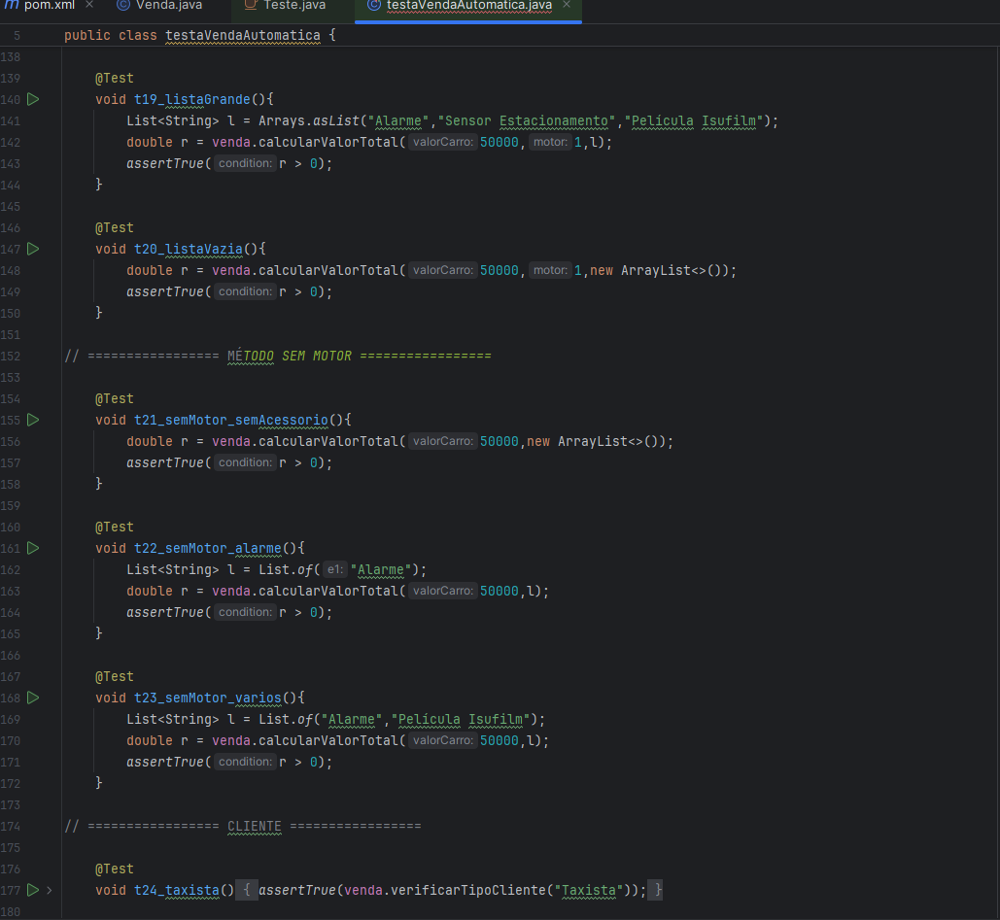 pom.xml × Venda.java Teste.java testaVendaAutomatica.java ×
5 public class testaVendaAutomatica {
138
139 @Test
140 void t19_listaGrande(){
141 List<String> l = Arrays.asList("Alarme","Sensor Estacionamento","Película Isufilm");
142 double r = venda.calcularValorTotal( valorCarro: 50000, motor: 1,l);
143 assertTrue( condition: r > 0);
144 }
145
146 @Test
147 void t20_listaVazia(){
148 double r = venda.calcularValorTotal( valorCarro: 50000, motor: 1,new ArrayList<>());
149 assertTrue( condition: r > 0);
150 }
151
152 // ================= MÉTODO SEM MOTOR =================
153
154 @Test
155 void t21_semMotor_semAcessorio(){
156 double r = venda.calcularValorTotal( valorCarro: 50000,new ArrayList<>());
157 assertTrue( condition: r > 0);
158 }
159
160 @Test
161 void t22_semMotor_alarme(){
162 List<String> l = List.of( e1: "Alarme");
163 double r = venda.calcularValorTotal( valorCarro: 50000,l);
164 assertTrue( condition: r > 0);
165 }
166
167 @Test
168 void t23_semMotor_varios(){
169 List<String> l = List.of("Alarme","Película Isufilm");
170 double r = venda.calcularValorTotal( valorCarro: 50000,l);
171 assertTrue( condition: r > 0);
172 }
173
174 // ================= CLIENTE =================
175
176 @Test
177 void t24_taxista() { assertTrue(venda.verificarTipoCliente("Taxista")); }
180